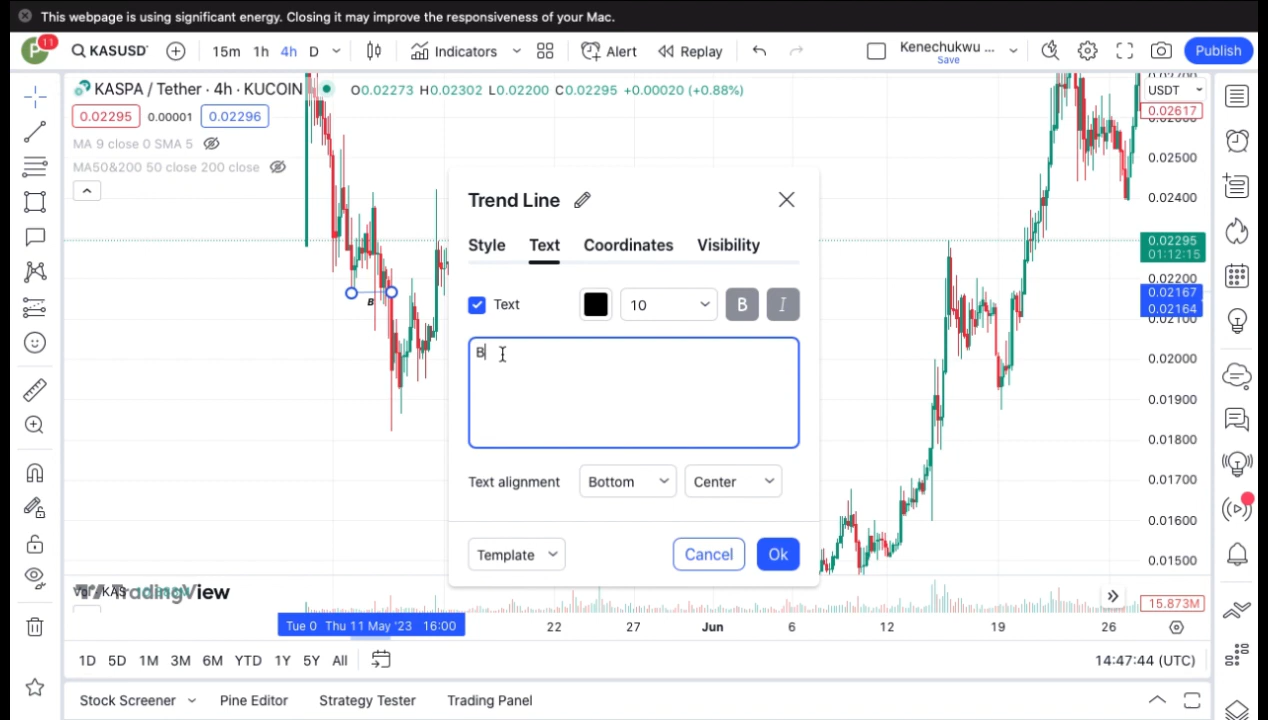 This webpage is using significant energy. Closing it may improve the responsiveness of your Mac.
P 11 KASUSD 15m 1h 4h D Indicators Alert Replay Kenechukwu ... Save Publish
KASPA / Tether · 4h · KUCOIN O0.02273 H0.02302 L0.02200 C0.02295 +0.00020 (+0.88%) USDT
0.02295 0.00001 0.02296 0.02617
MA 9 close 0 SMA 5
MA50&200 50 close 200 close
0.02500
0.02400
0.02295
01:12:15
0.02200
0.02167
0.02164
0.02100
0.02000
0.01900
0.01800
0.01700
0.01600
0.01500
15.873M
B
Trend Line
Style Text Coordinates Visibility
Text 10 B I
B
Text alignment Bottom Center
Template Cancel Ok
TradingView
Tue 0 Thu 11 May '23 16:00 22 27 Jun 6 12 19 26
1D 5D 1M 3M 6M YTD 1Y 5Y All 14:47:44 (UTC)
Stock Screener Pine Editor Strategy Tester Trading Panel